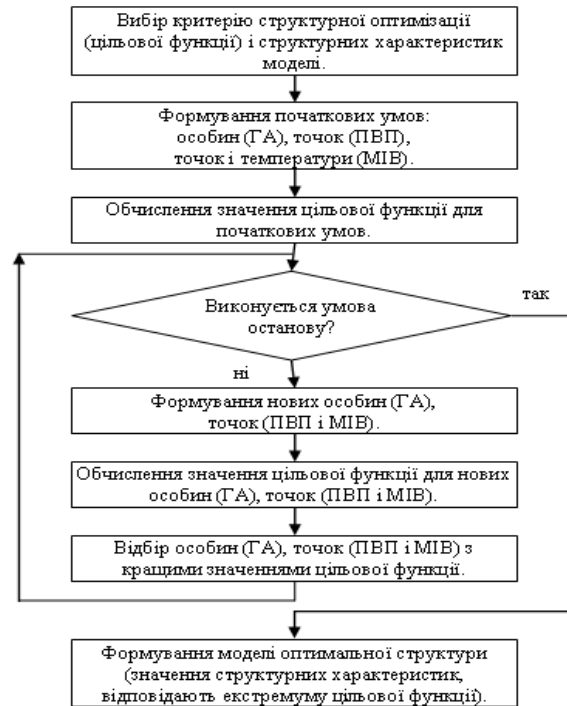 Вибір критерію структурної оптимізації
(цільової функції) і структурних характеристик
моделі.
Формування початкових умов:
особин (ГА), точок (ПВП),
точок і температури (МІВ).
Обчислення значення цільової функції для
початкових умов.
Виконується умова
останову?
так
ні
Формування нових особин (ГА),
точок (ПВП і МІВ).
Обчислення значення цільової функції для нових
особин (ГА), точок (ПВП і МІВ).
Відбір особин (ГА), точок (ПВП і МІВ) з
кращими значеннями цільової функції.
Формування моделі оптимальної структури
(значення структурних характеристик,
відповідають екстремуму цільової функції).